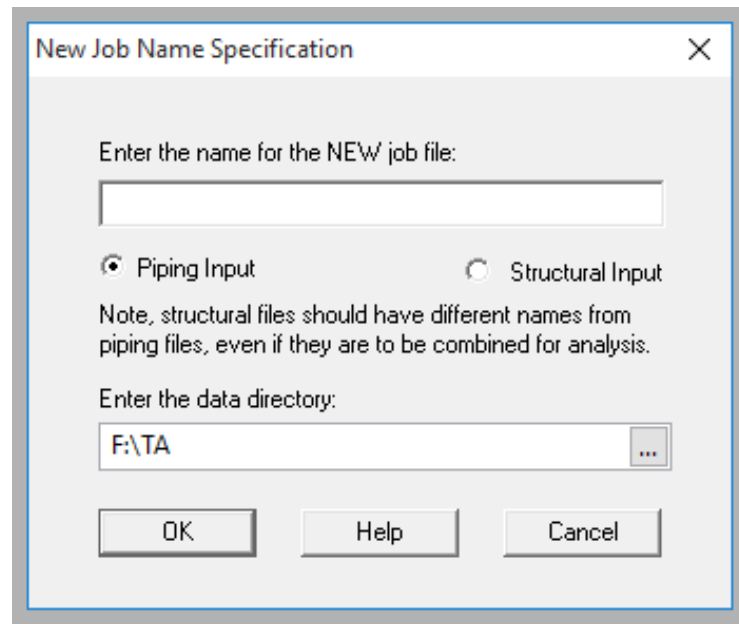 New Job Name Specification
Enter the name for the NEW job file:
Piping Input
Structural Input
Note, structural files should have different names from
piping files, even if they are to be combined for analysis.
Enter the data directory:
F:\TA
...
OK
Help
Cancel